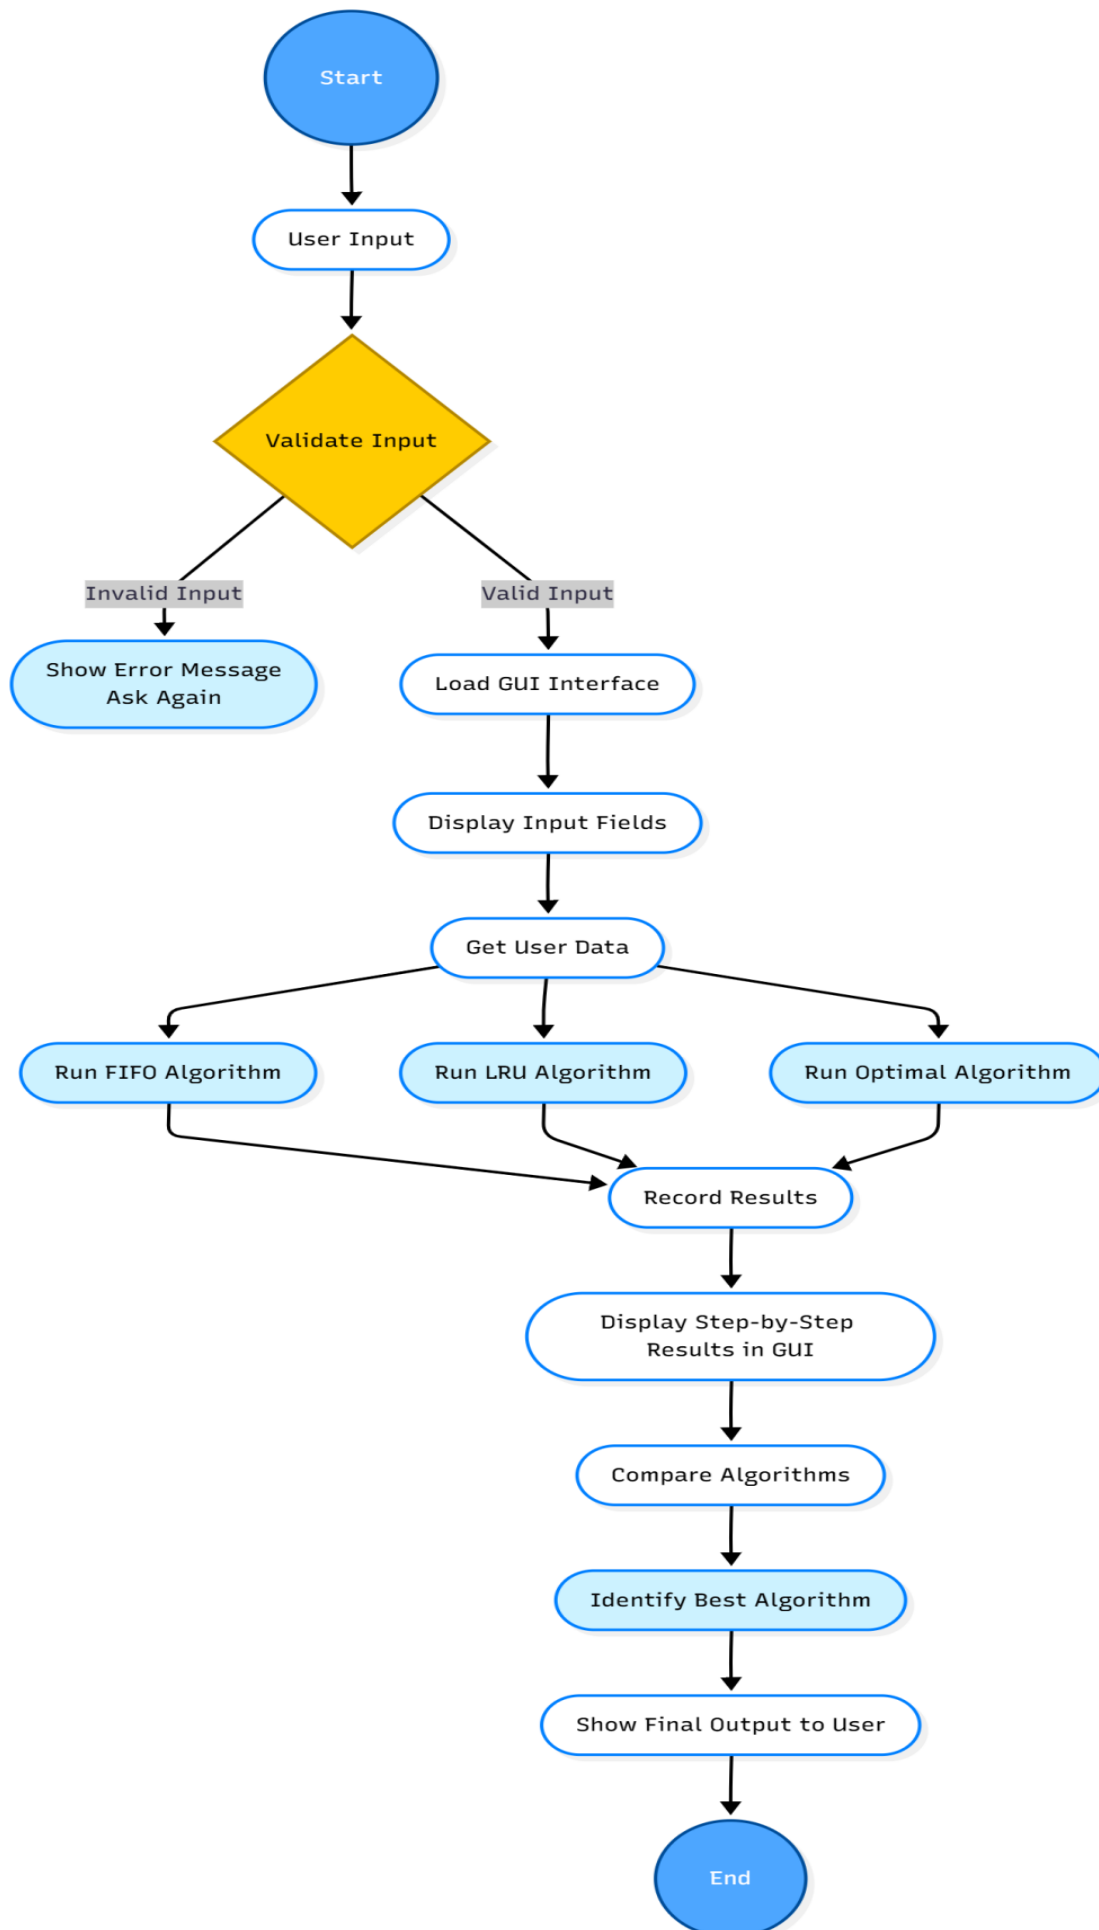 Start
User Input
Validate Input
Invalid Input
Valid Input
Show Error Message
Ask Again
Load GUI Interface
Display Input Fields
Get User Data
Run FIFO Algorithm
Run LRU Algorithm
Run Optimal Algorithm
Record Results
Display Step-by-Step
Results in GUI
Compare Algorithms
Identify Best Algorithm
Show Final Output to User
End